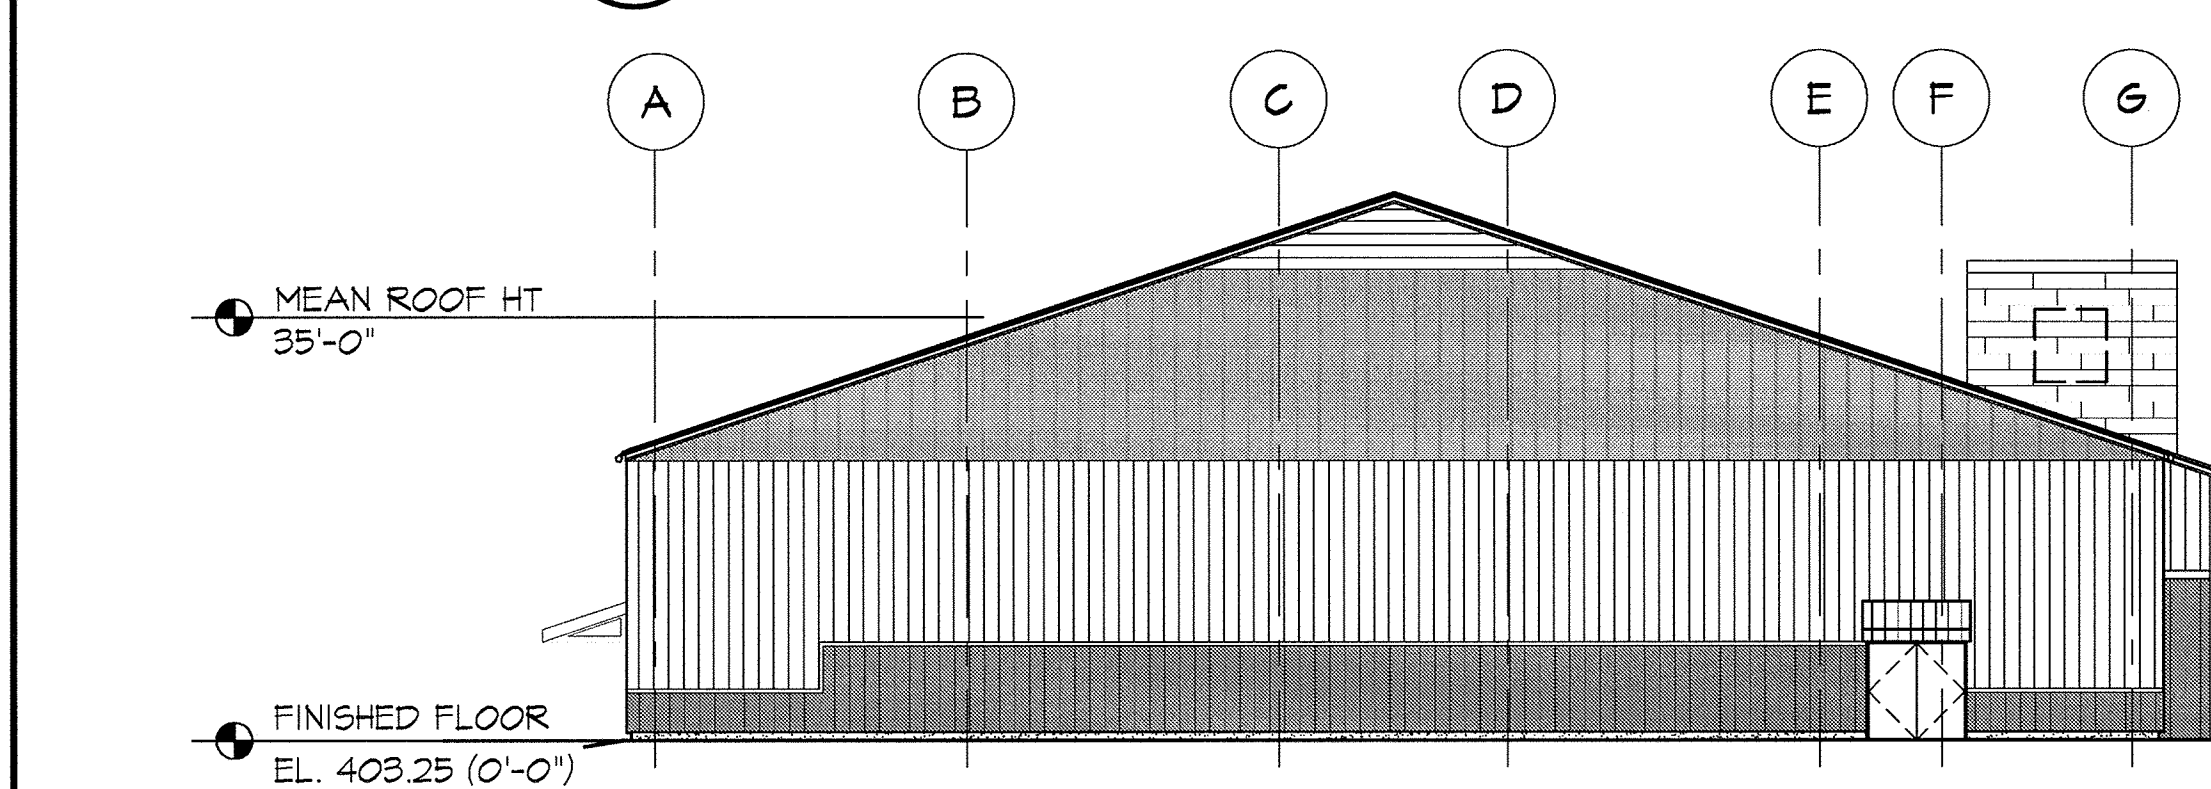 A B C D E F G
MEAN ROOF HT
35'-0"
FINISHED FLOOR
EL. 403.25 (0'-0")